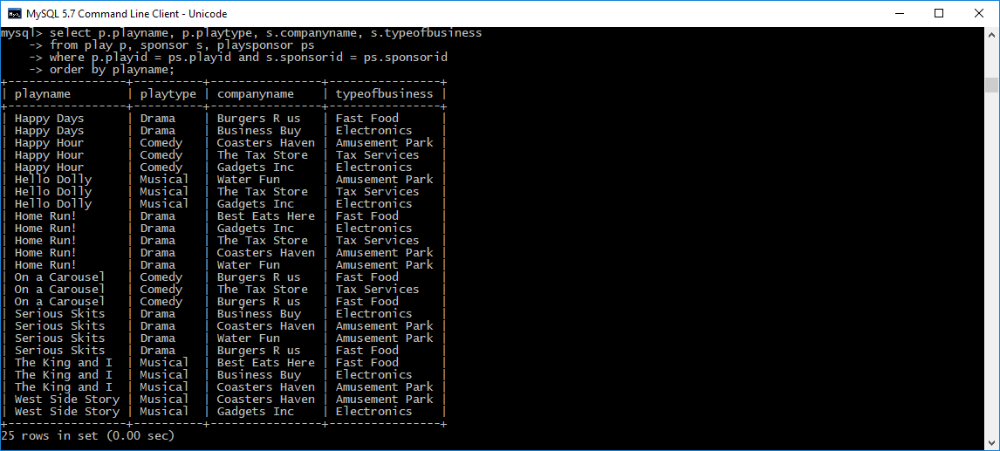 MySQL 5.7 Command Line Client - Unicode
mysql> select p.playname, p.playtype, s.companyname, s.typeofbusiness
    -> from play p, sponsor s, playsponsor ps
    -> where p.playid = ps.playid and s.sponsorid = ps.sponsorid
    -> order by playname;
+-----------------+----------+----------------+----------------+
| playname        | playtype | companyname    | typeofbusiness |
+-----------------+----------+----------------+----------------+
| Happy Days      | Drama    | Burgers R us   | Fast Food      |
| Happy Days      | Drama    | Business Buy   | Electronics    |
| Happy Hour      | Comedy   | Coasters Haven | Amusement Park |
| Happy Hour      | Comedy   | The Tax Store  | Tax Services   |
| Happy Hour      | Comedy   | Gadgets Inc    | Electronics    |
| Hello Dolly     | Musical  | Water Fun      | Amusement Park |
| Hello Dolly     | Musical  | The Tax Store  | Tax Services   |
| Hello Dolly     | Musical  | Gadgets Inc    | Electronics    |
| Home Run!       | Drama    | Best Eats Here | Fast Food      |
| Home Run!       | Drama    | Gadgets Inc    | Electronics    |
| Home Run!       | Drama    | The Tax Store  | Tax Services   |
| Home Run!       | Drama    | Coasters Haven | Amusement Park |
| Home Run!       | Drama    | Water Fun      | Amusement Park |
| On a Carousel   | Comedy   | Burgers R us   | Fast Food      |
| On a Carousel   | Comedy   | The Tax Store  | Tax Services   |
| On a Carousel   | Comedy   | Burgers R us   | Fast Food      |
| Serious Skits   | Drama    | Business Buy   | Electronics    |
| Serious Skits   | Drama    | Coasters Haven | Amusement Park |
| Serious Skits   | Drama    | Water Fun      | Amusement Park |
| Serious Skits   | Drama    | Burgers R us   | Fast Food      |
| The King and I  | Musical  | Best Eats Here | Fast Food      |
| The King and I  | Musical  | Business Buy   | Electronics    |
| The King and I  | Musical  | Coasters Haven | Amusement Park |
| West Side Story | Musical  | Coasters Haven | Amusement Park |
| West Side Story | Musical  | Gadgets Inc    | Electronics    |
+-----------------+----------+----------------+----------------+
25 rows in set (0.00 sec)